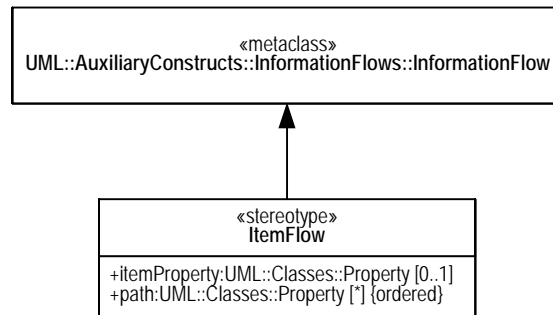 «metaclass»
UML::AuxiliaryConstructs::InformationFlows::InformationFlow
«stereotype»
ItemFlow
+itemProperty:UML::Classes::Property [0..1]
+path:UML::Classes::Property [*] {ordered}